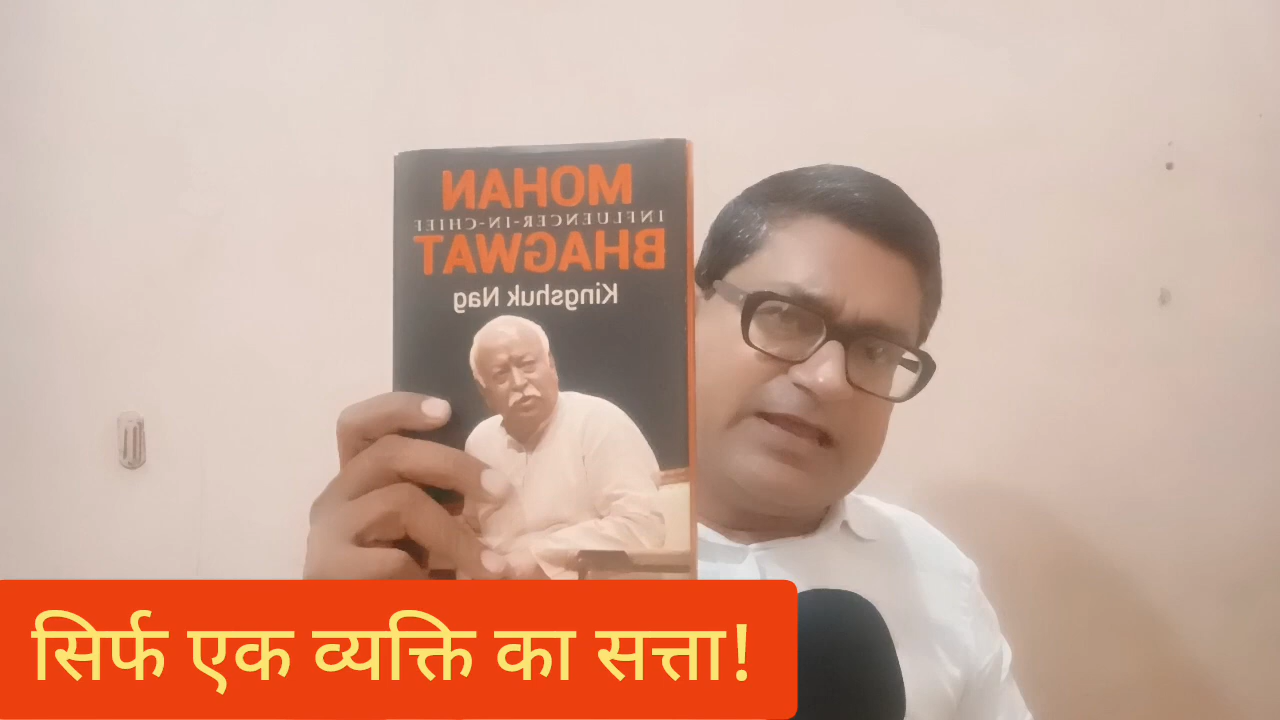 MOHAN
INFLUENCER-IN-CHIEF
BHAGWAT
Kingshuk Nag
सिर्फ एक व्यक्ति का सत्ता!